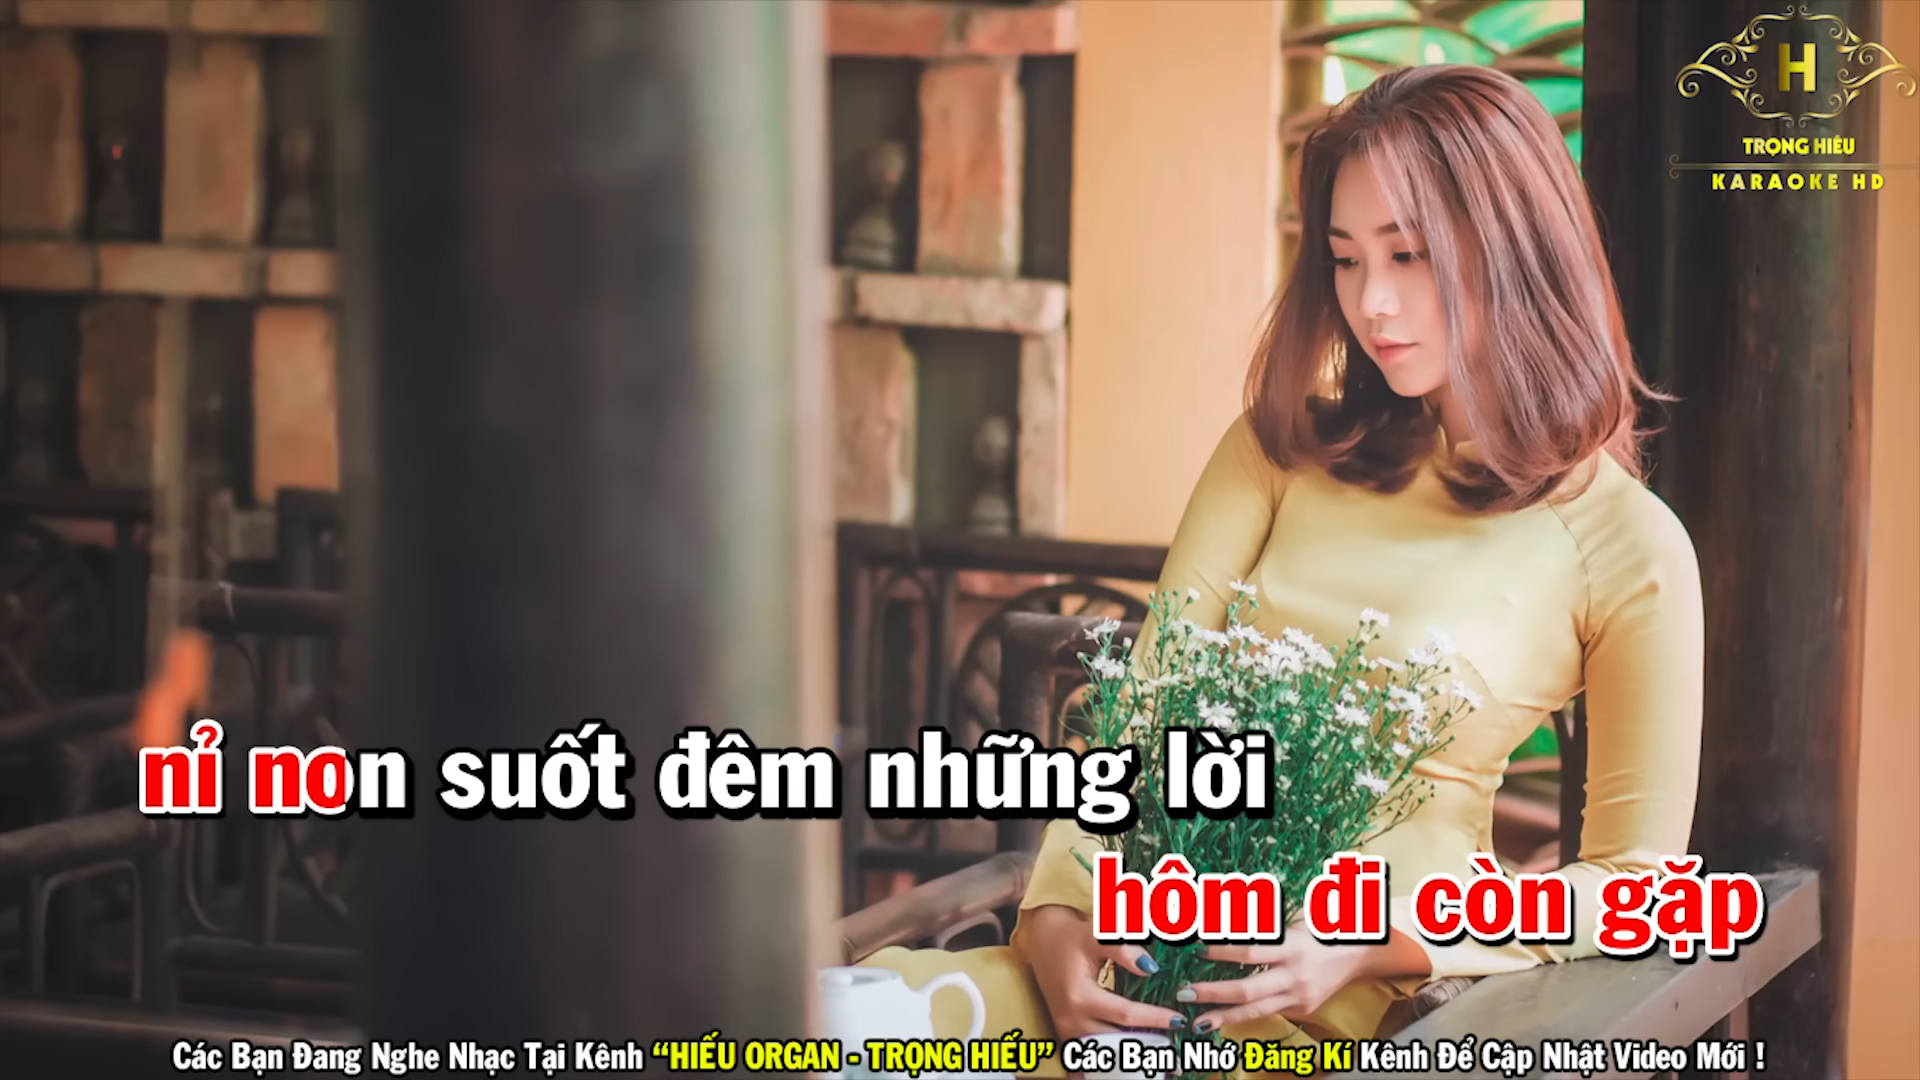 H
TRỌNG HIẾU
KARAOKE HD
nỉ non suốt đêm những lời
hôm đi còn gặp
Các Bạn Đang Nghe Nhạc Tại Kênh “HIẾU ORGAN - TRỌNG HIẾU” Các Bạn Nhớ Đăng Kí Kênh Để Cập Nhật Video Mới !